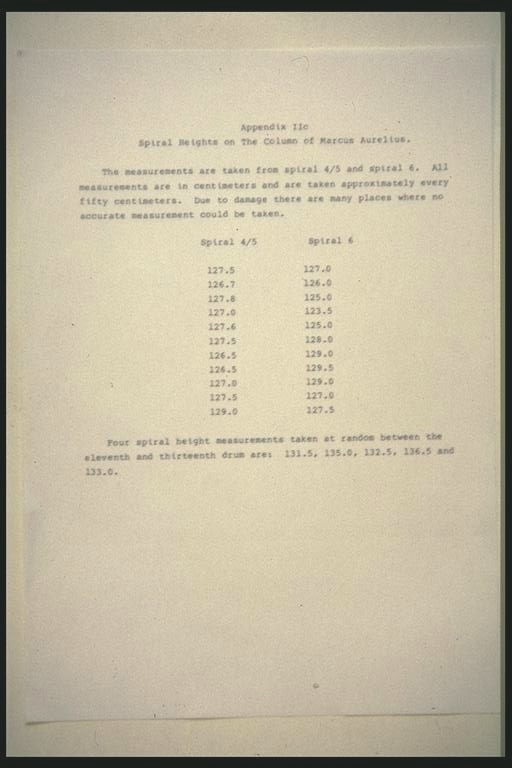 Appendix IIc
Spiral Heights on The Column of Marcus Aurelius.
The measurements are taken from spiral 4/5 and spiral 6. All
measurements are in centimeters and are taken approximately every
fifty centimeters. Due to damage there are many places where no
accurate measurement could be taken.
Spiral 4/5 Spiral 6
127.5 127.0
126.7 126.0
127.8 125.0
127.0 123.5
127.6 125.0
127.5 128.0
126.5 129.0
126.5 129.5
127.0 129.0
127.5 127.0
129.0 127.5
Four spiral height measurements taken at random between the
eleventh and thirteenth drum are: 131.5, 135.0, 132.5, 136.5 and
133.0.